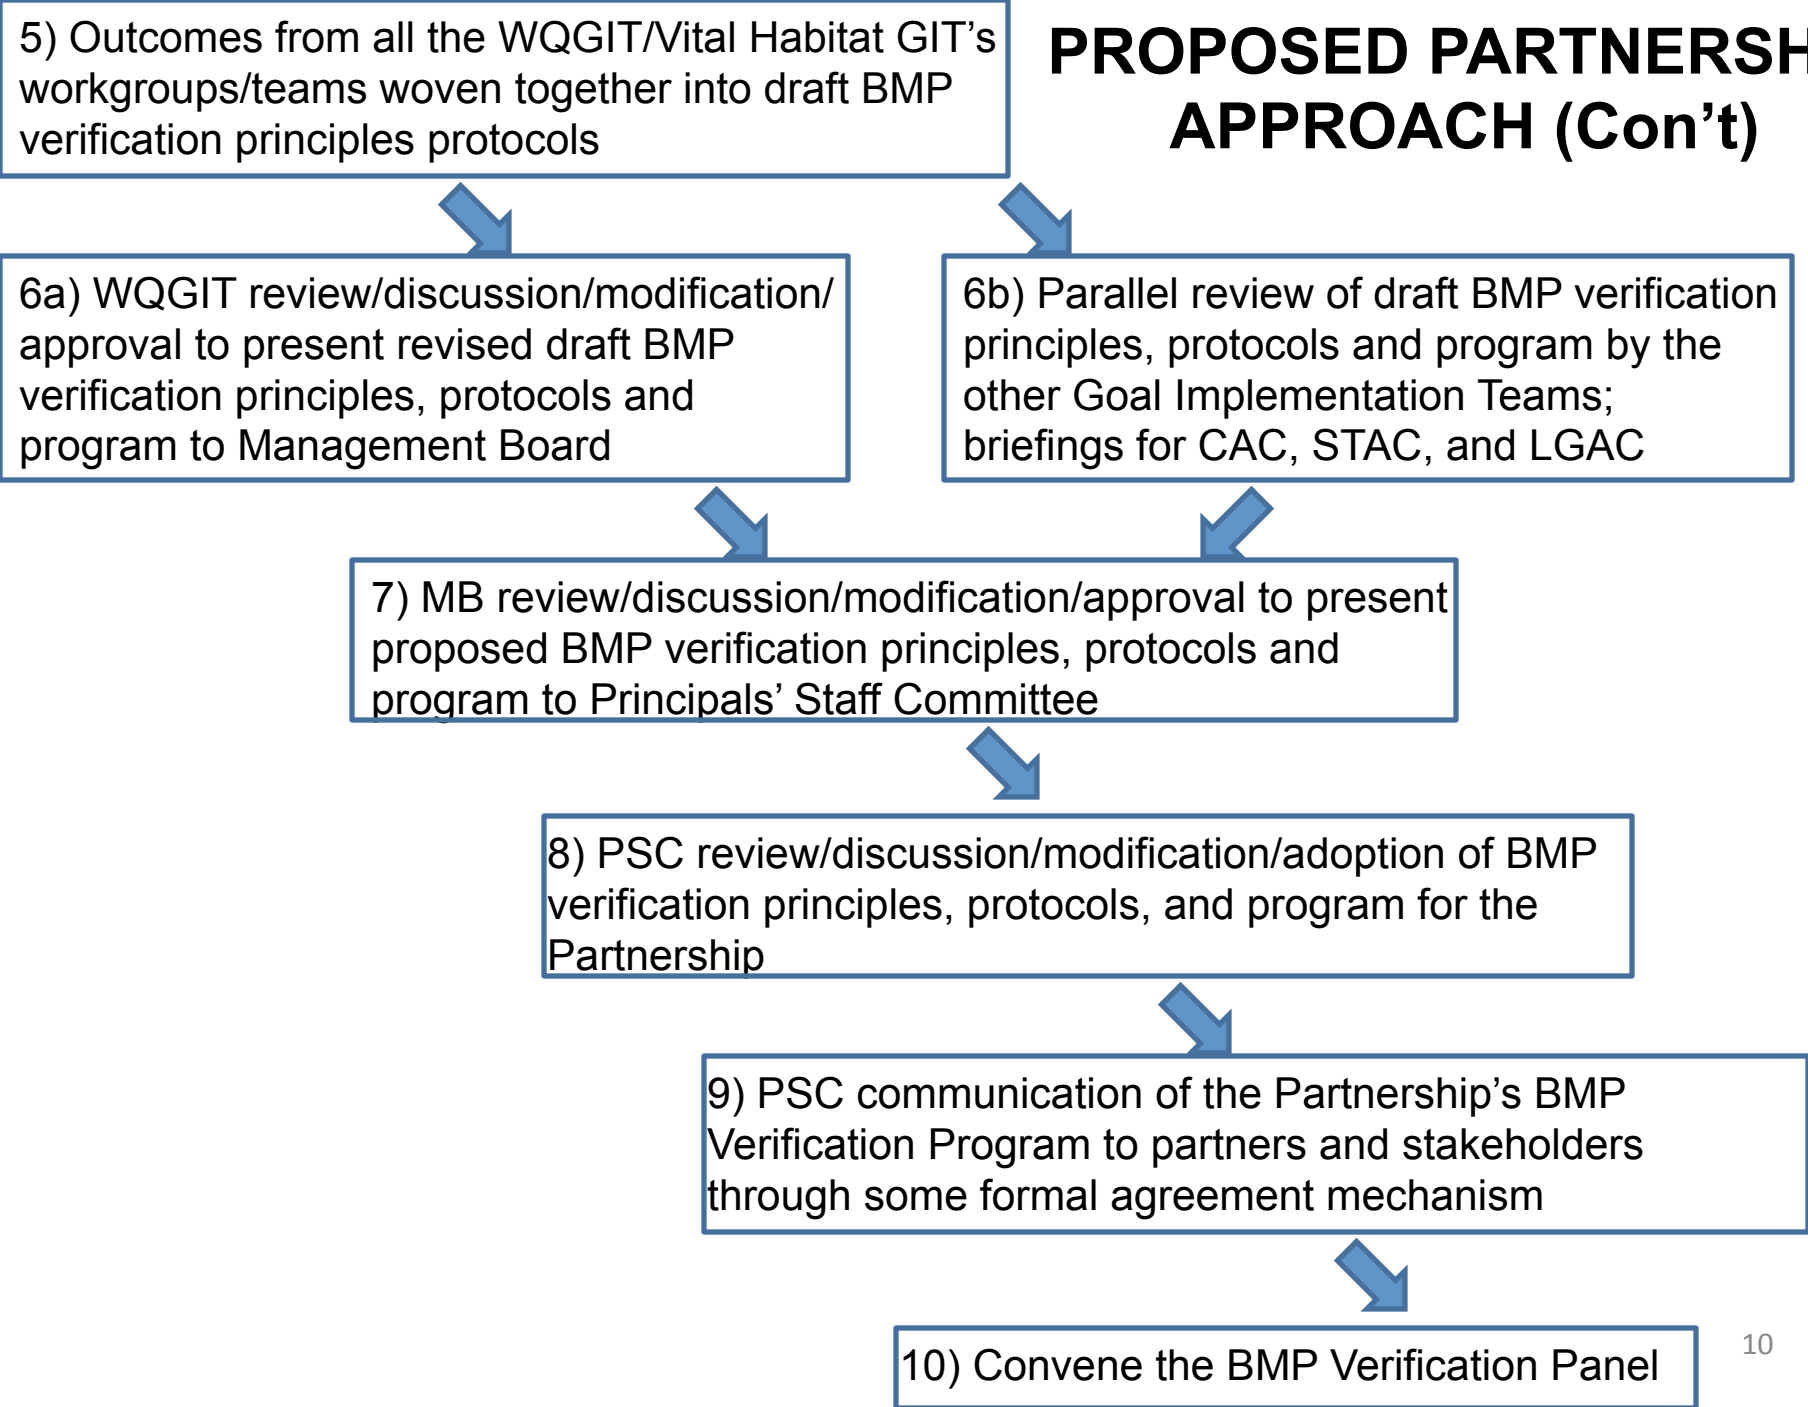 5) Outcomes from all the WQGIT/Vital Habitat GIT’s
workgroups/teams woven together into draft BMP
verification principles protocols
PROPOSED PARTNERSH
APPROACH (Con’t)
6a) WQGIT review/discussion/modification/
approval to present revised draft BMP
verification principles, protocols and
program to Management Board
6b) Parallel review of draft BMP verification
principles, protocols and program by the
other Goal Implementation Teams;
briefings for CAC, STAC, and LGAC
7) MB review/discussion/modification/approval to present
proposed BMP verification principles, protocols and
program to Principals’ Staff Committee
8) PSC review/discussion/modification/adoption of BMP
verification principles, protocols, and program for the
Partnership
9) PSC communication of the Partnership’s BMP
Verification Program to partners and stakeholders
through some formal agreement mechanism
10) Convene the BMP Verification Panel
10